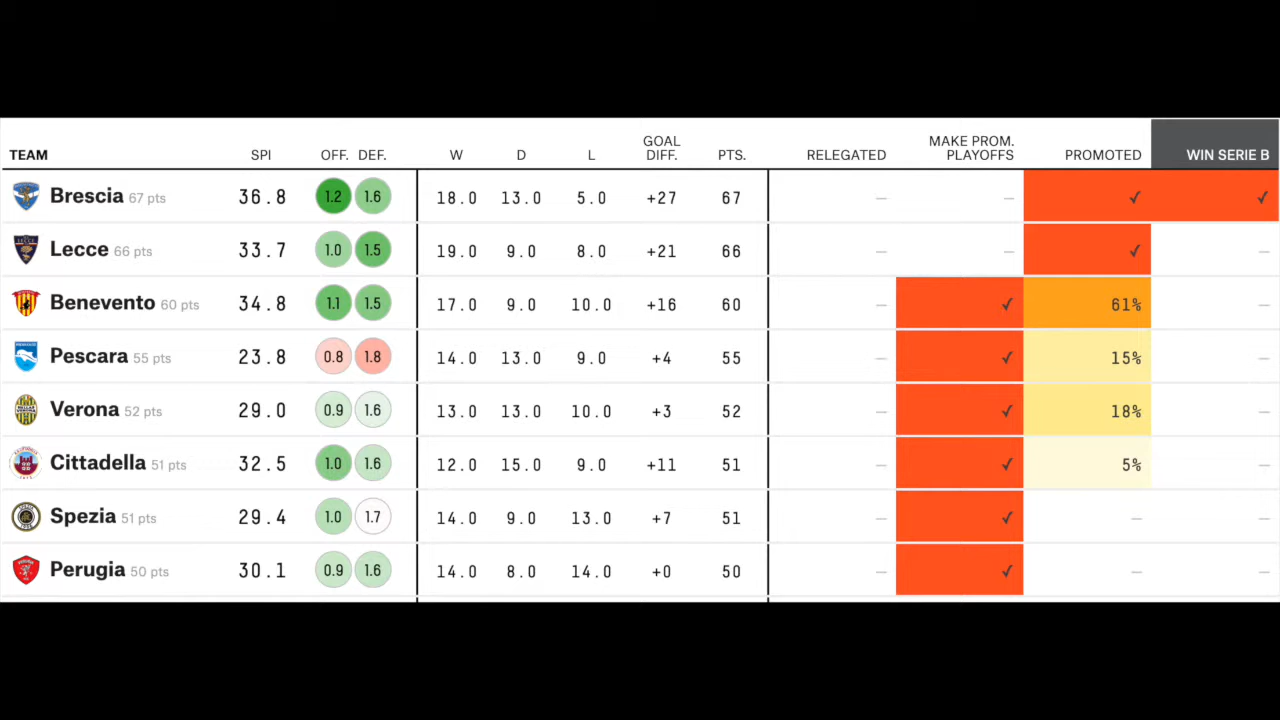 GOAL MAKE PROM.
TEAM SPI OFF. DEF. W D L DIFF. PTS. RELEGATED PLAYOFFS PROMOTED WIN SERIE B
Brescia 67 pts 36.8 1.2 1.6 18.0 13.0 5.0 +27 67 — — ✓ ✓
Lecce 66 pts 33.7 1.0 1.5 19.0 9.0 8.0 +21 66 — — ✓ —
Benevento 60 pts 34.8 1.1 1.5 17.0 9.0 10.0 +16 60 — ✓ 61% —
Pescara 55 pts 23.8 0.8 1.8 14.0 13.0 9.0 +4 55 — ✓ 15% —
Verona 52 pts 29.0 0.9 1.6 13.0 13.0 10.0 +3 52 — ✓ 18% —
Cittadella 51 pts 32.5 1.0 1.6 12.0 15.0 9.0 +11 51 — ✓ 5% —
Spezia 51 pts 29.4 1.0 1.7 14.0 9.0 13.0 +7 51 — ✓ — —
Perugia 50 pts 30.1 0.9 1.6 14.0 8.0 14.0 +0 50 — ✓ — —